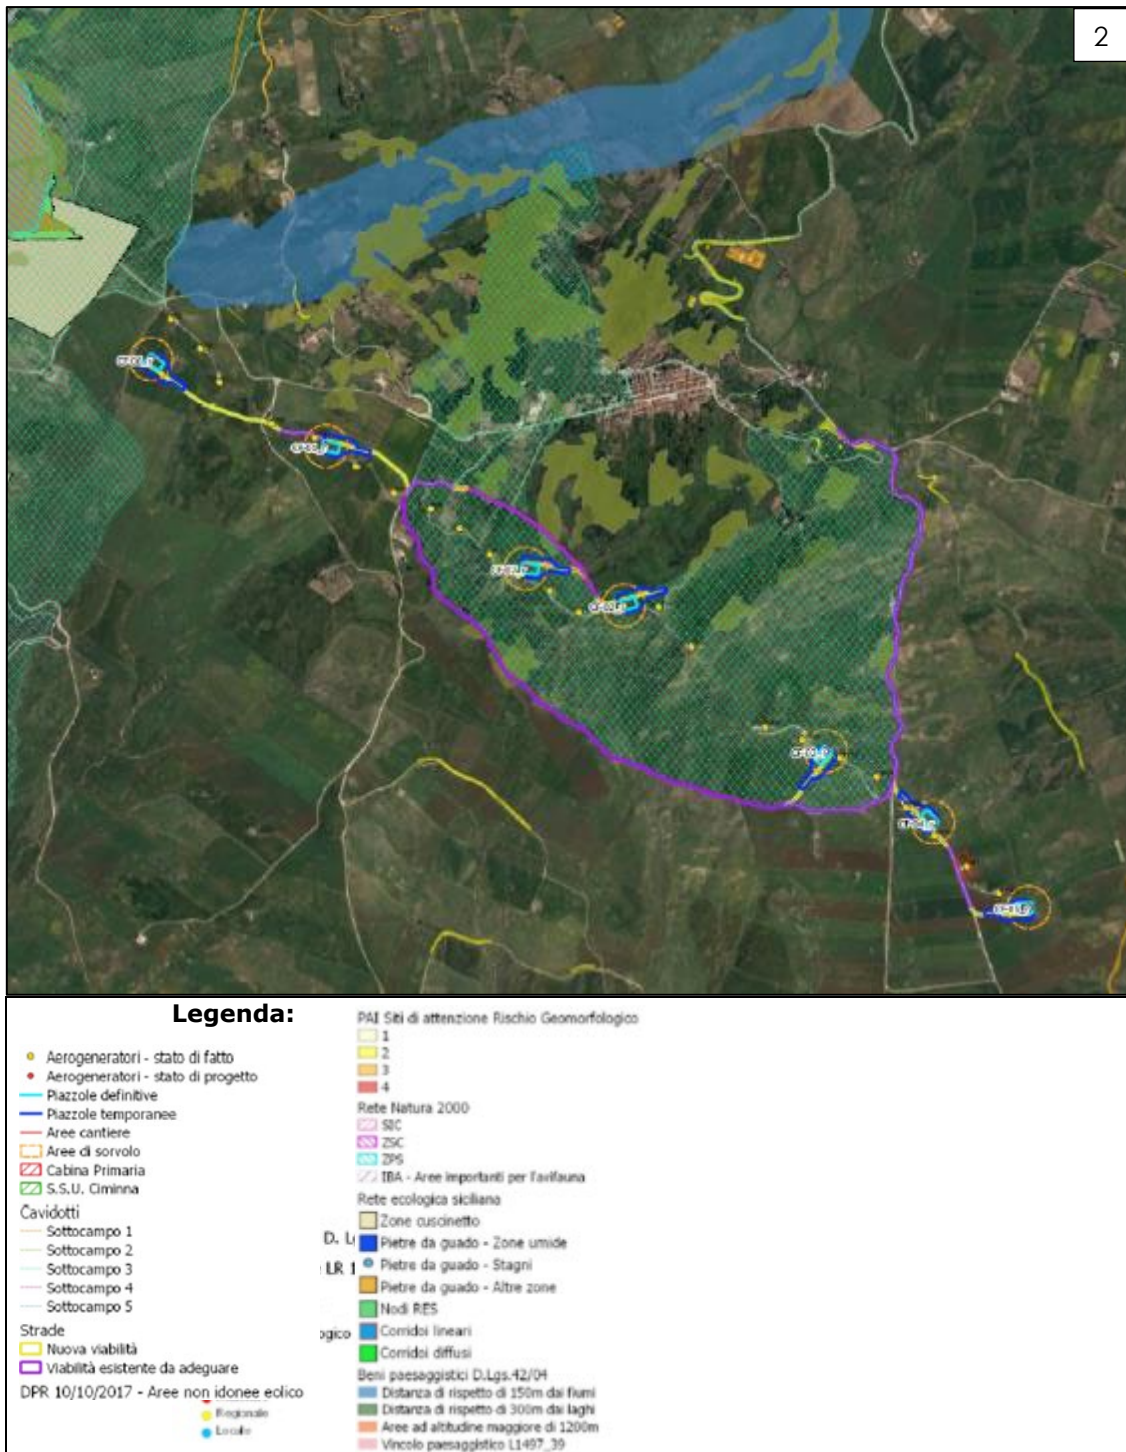 2
Legenda:
Aerogeneratori - stato di fatto
Aerogeneratori - stato di progetto
Piazzole definitive
Piazzole temporanee
Aree cantiere
Aree di sorvolo
Cabina Primaria
S.S.U. Ciminna
Cavidotti
Sottocampo 1
Sottocampo 2
Sottocampo 3
Sottocampo 4
Sottocampo 5
Strade
Nuova viabilità
Viabilità esistente da adeguare
DPR 10/10/2017 - Aree non idonee eolico
Regionale
Locale
D. L
LR 1
ogico
PAI Siti di attenzione Rischio Geomorfologico
1
2
3
4
Rete Natura 2000
SIC
ZSC
ZPS
IBA - Aree importanti per l'avifauna
Rete ecologica siciliana
Zone cuscinetto
Pietre da guado - Zone umide
Pietre da guado - Stagni
Pietre da guado - Altre zone
Nodi RES
Corridoi lineari
Corridoi diffusi
Beni paesaggistici D.Lgs.42/04
Distanza di rispetto di 150m dai fiumi
Distanza di rispetto di 300m dai laghi
Aree ad altitudine maggiore di 1200m
Vincolo paesaggistico L1497_39